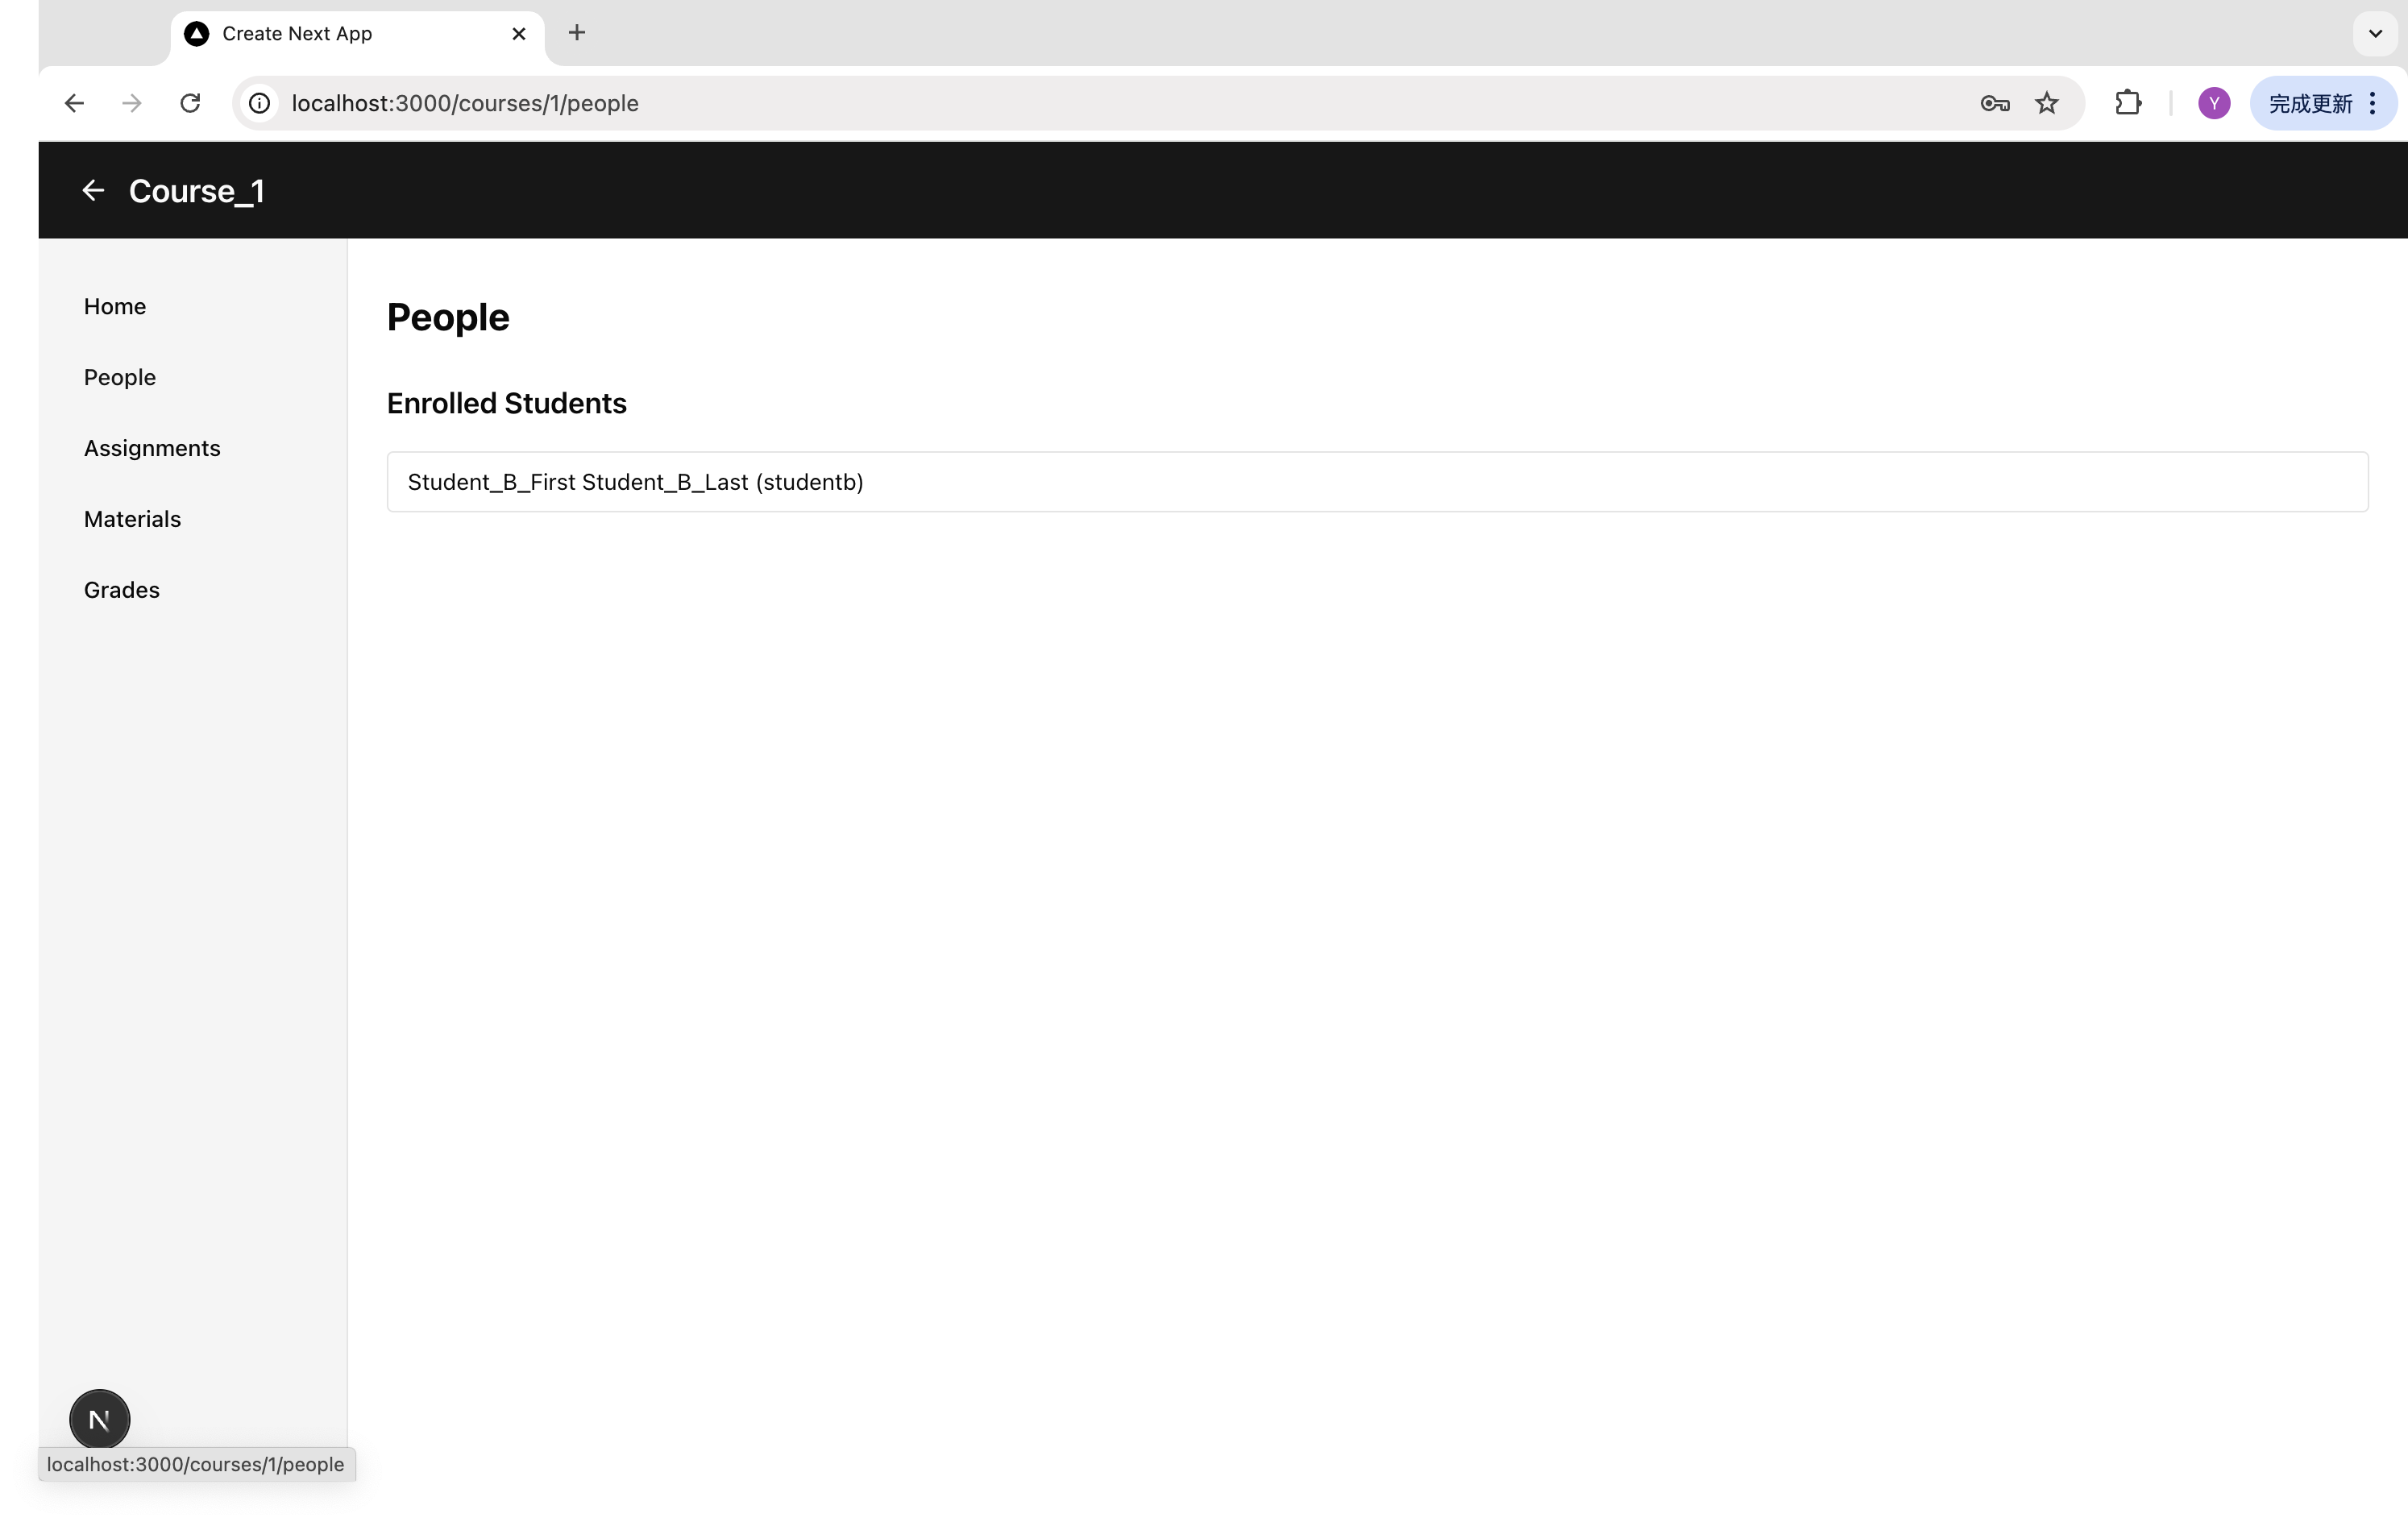 Create Next App
localhost:3000/courses/1/people
Y
完成更新
Course_1
Home
People
Assignments
Materials
Grades
People
Enrolled Students
Student_B_First Student_B_Last (studentb)
N
localhost:3000/courses/1/people